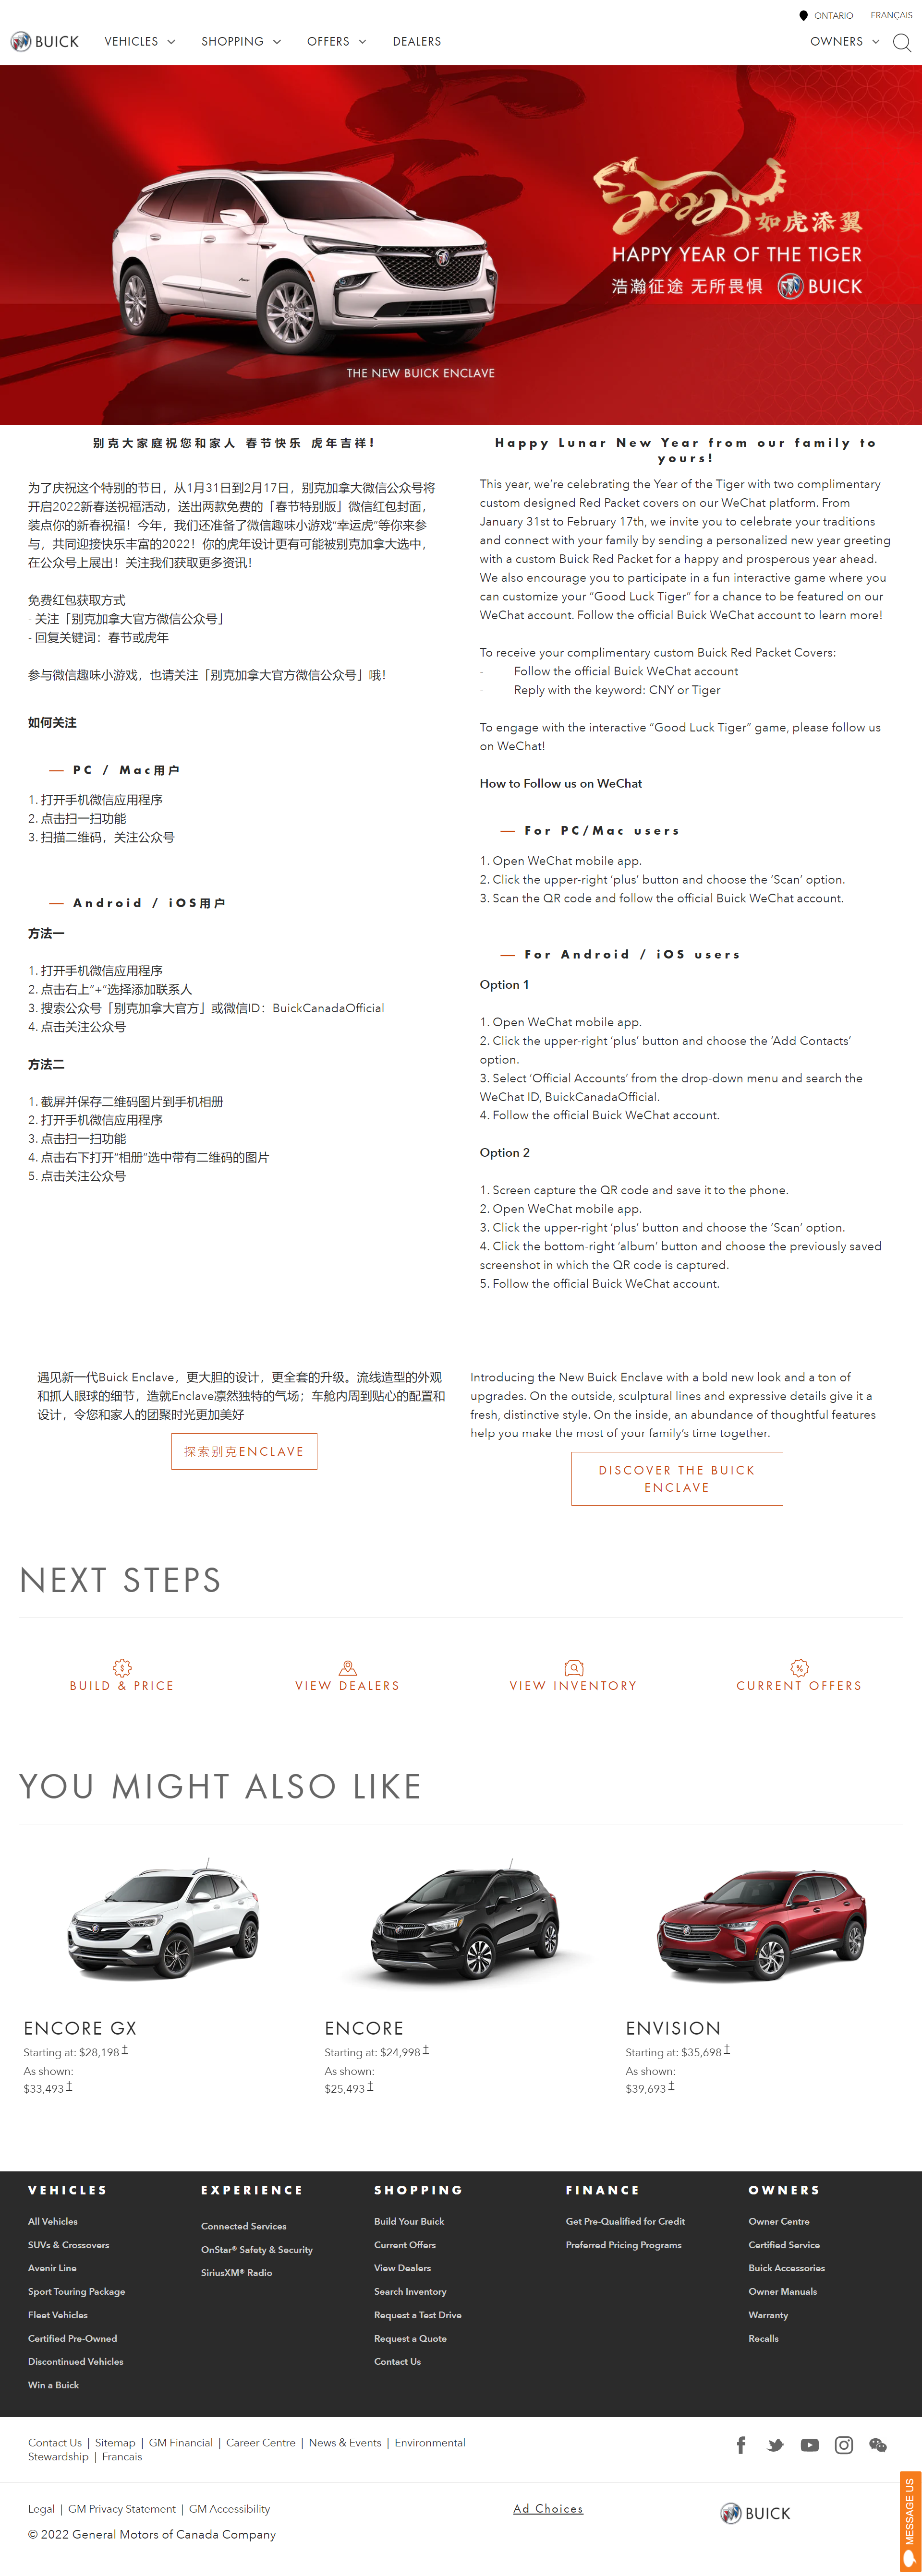 ONTARIO FRANÇAIS
BUICK VEHICLES SHOPPING OFFERS DEALERS OWNERS
2022 如虎添翼
HAPPY YEAR OF THE TIGER
浩瀚征途 无所畏惧 BUICK
THE NEW BUICK ENCLAVE
别克大家庭祝您和家人 春节快乐 虎年吉祥!
为了庆祝这个特别的节日，从1月31日到2月17日，别克加拿大微信公众号将
开启2022新春送祝福活动，送出两款免费的「春节特别版」微信红包封面，
装点你的新春祝福！今年，我们还准备了微信趣味小游戏“幸运虎”等你来参
与，共同迎接快乐丰富的2022！你的虎年设计更有可能被别克加拿大选中，
在公众号上展出！关注我们获取更多资讯！
免费红包获取方式
- 关注「别克加拿大官方微信公众号」
- 回复关键词：春节或虎年
参与微信趣味小游戏，也请关注「别克加拿大官方微信公众号」哦！
如何关注
PC / Mac用户
1. 打开手机微信应用程序
2. 点击扫一扫功能
3. 扫描二维码，关注公众号
Android / iOS用户
方法一
1. 打开手机微信应用程序
2. 点击右上“+”选择添加联系人
3. 搜索公众号「别克加拿大官方」或微信ID：BuickCanadaOfficial
4. 点击关注公众号
方法二
1. 截屏并保存二维码图片到手机相册
2. 打开手机微信应用程序
3. 点击扫一扫功能
4. 点击右下打开“相册”选中带有二维码的图片
5. 点击关注公众号
Happy Lunar New Year from our family to
yours!
This year, we’re celebrating the Year of the Tiger with two complimentary
custom designed Red Packet covers on our WeChat platform. From
January 31st to February 17th, we invite you to celebrate your traditions
and connect with your family by sending a personalized new year greeting
with a custom Buick Red Packet for a happy and prosperous year ahead.
We also encourage you to participate in a fun interactive game where you
can customize your “Good Luck Tiger” for a chance to be featured on our
WeChat account. Follow the official Buick WeChat account to learn more!
To receive your complimentary custom Buick Red Packet Covers:
- Follow the official Buick WeChat account
- Reply with the keyword: CNY or Tiger
To engage with the interactive “Good Luck Tiger” game, please follow us
on WeChat!
How to Follow us on WeChat
For PC/Mac users
1. Open WeChat mobile app.
2. Click the upper-right ‘plus’ button and choose the ‘Scan’ option.
3. Scan the QR code and follow the official Buick WeChat account.
For Android / iOS users
Option 1
1. Open WeChat mobile app.
2. Click the upper-right ‘plus’ button and choose the ‘Add Contacts’
option.
3. Select ‘Official Accounts’ from the drop-down menu and search the
WeChat ID, BuickCanadaOfficial.
4. Follow the official Buick WeChat account.
Option 2
1. Screen capture the QR code and save it to the phone.
2. Open WeChat mobile app.
3. Click the upper-right ‘plus’ button and choose the ‘Scan’ option.
4. Click the bottom-right ‘album’ button and choose the previously saved
screenshot in which the QR code is captured.
5. Follow the official Buick WeChat account.
遇见新一代Buick Enclave，更大胆的设计，更全套的升级。流线造型的外观
和抓人眼球的细节，造就Enclave凛然独特的气场；车舱内周到贴心的配置和
设计，令您和家人的团聚时光更加美好
探索别克ENCLAVE
Introducing the New Buick Enclave with a bold new look and a ton of
upgrades. On the outside, sculptural lines and expressive details give it a
fresh, distinctive style. On the inside, an abundance of thoughtful features
help you make the most of your family’s time together.
DISCOVER THE BUICK
ENCLAVE
NEXT STEPS
BUILD & PRICE VIEW DEALERS VIEW INVENTORY CURRENT OFFERS
YOU MIGHT ALSO LIKE
ENCORE GX
Starting at: $28,198 †
As shown:
$33,493 †
ENCORE
Starting at: $24,998 †
As shown:
$25,493 †
ENVISION
Starting at: $35,698 †
As shown:
$39,693 †
VEHICLES
All Vehicles
SUVs & Crossovers
Avenir Line
Sport Touring Package
Fleet Vehicles
Certified Pre-Owned
Discontinued Vehicles
Win a Buick
EXPERIENCE
Connected Services
OnStar® Safety & Security
SiriusXM® Radio
SHOPPING
Build Your Buick
Current Offers
View Dealers
Search Inventory
Request a Test Drive
Request a Quote
Contact Us
FINANCE
Get Pre-Qualified for Credit
Preferred Pricing Programs
OWNERS
Owner Centre
Certified Service
Buick Accessories
Owner Manuals
Warranty
Recalls
Contact Us | Sitemap | GM Financial | Career Centre | News & Events | Environmental
Stewardship | Francais
Legal | GM Privacy Statement | GM Accessibility
Ad Choices
BUICK
© 2022 General Motors of Canada Company
MESSAGE US